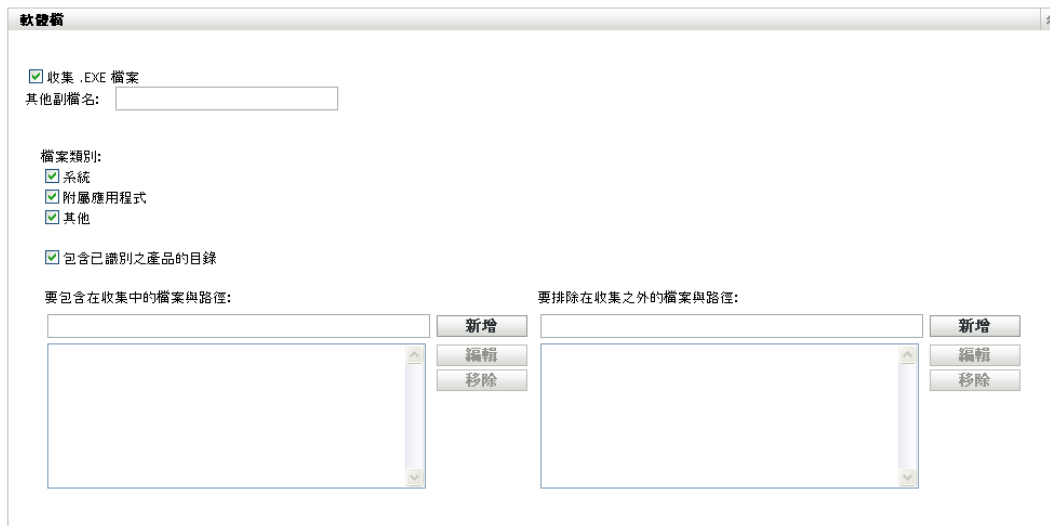 軟體檔
收集 .EXE 檔案
其他副檔名:
檔案類別:
系統
附屬應用程式
其他
包含已識別之產品的目錄
要包含在收集中的檔案與路徑:
要排除在收集之外的檔案與路徑:
新增
新增
編輯
編輯
移除
移除